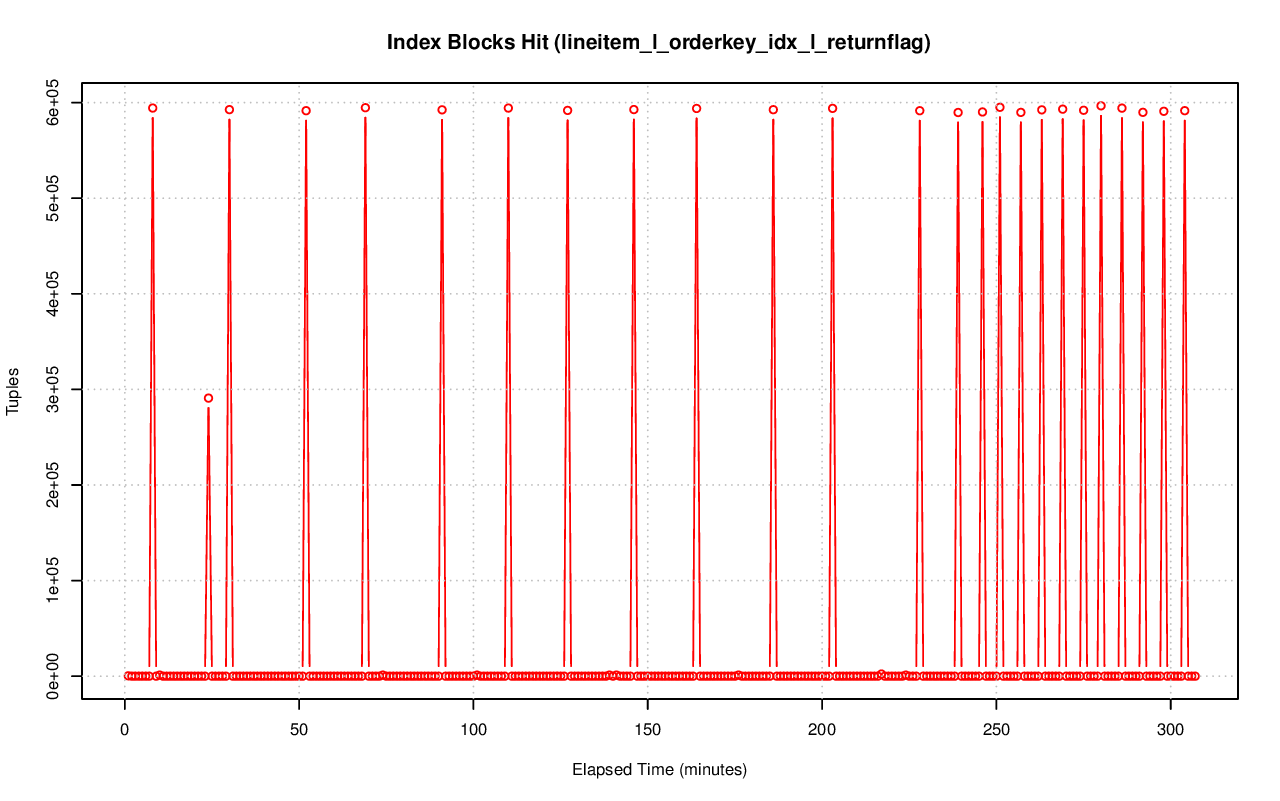 Index Blocks Hit (lineitem_l_orderkey_idx_l_returnflag)
6e+05
5e+05
4e+05
3e+05
2e+05
1e+05
0e+00
Tuples
0 50 100 150 200 250 300
Elapsed Time (minutes)